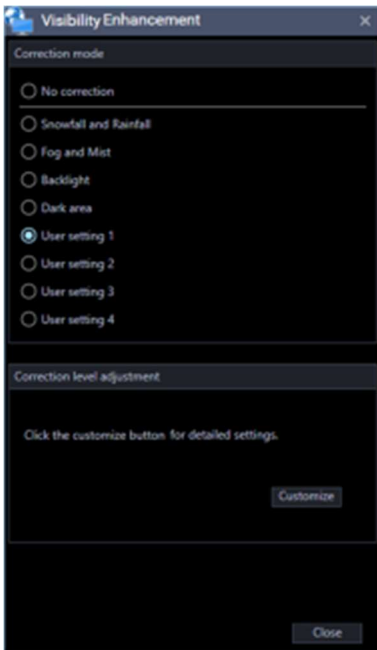 Visibility Enhancement
Correction mode
No correction
Snowfall and Rainfall
Fog and Mist
Backlight
Dark area
User setting 1
User setting 2
User setting 3
User setting 4
Correction level adjustment
Click the customize button for detailed settings.
Customize
Close